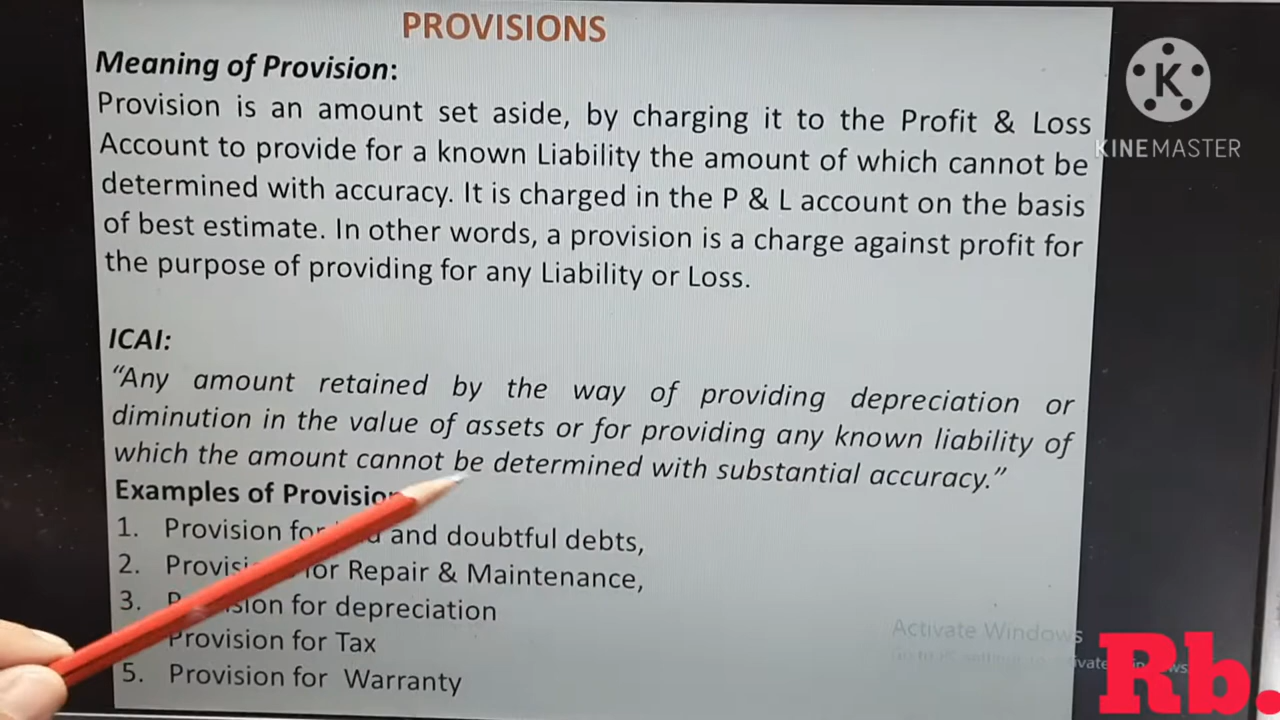 PROVISIONS
Meaning of Provision:
Provision is an amount set aside, by charging it to the Profit & Loss
Account to provide for a known Liability the amount of which cannot be
determined with accuracy. It is charged in the P & L account on the basis
of best estimate. In other words, a provision is a charge against profit for
the purpose of providing for any Liability or Loss.
ICAI:
“Any amount retained by the way of providing depreciation or
diminution in the value of assets or for providing any known liability of
which the amount cannot be determined with substantial accuracy.”
Examples of Provision
1. Provision for and doubtful debts,
2. Provision for Repair & Maintenance,
3. Provision for depreciation
Provision for Tax
5. Provision for Warranty
K
KINEMASTER
Activate Windows
Rb.